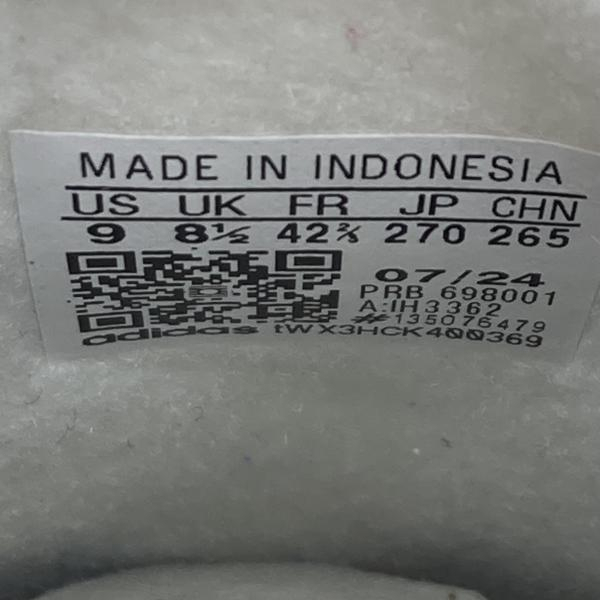 MADE IN INDONESIA
US UK FR JP CHN
9 8½ 42⅔ 270 265
07/24
PRB 698001
A:IH3362
#135076479
adidas tWX3HCK400369